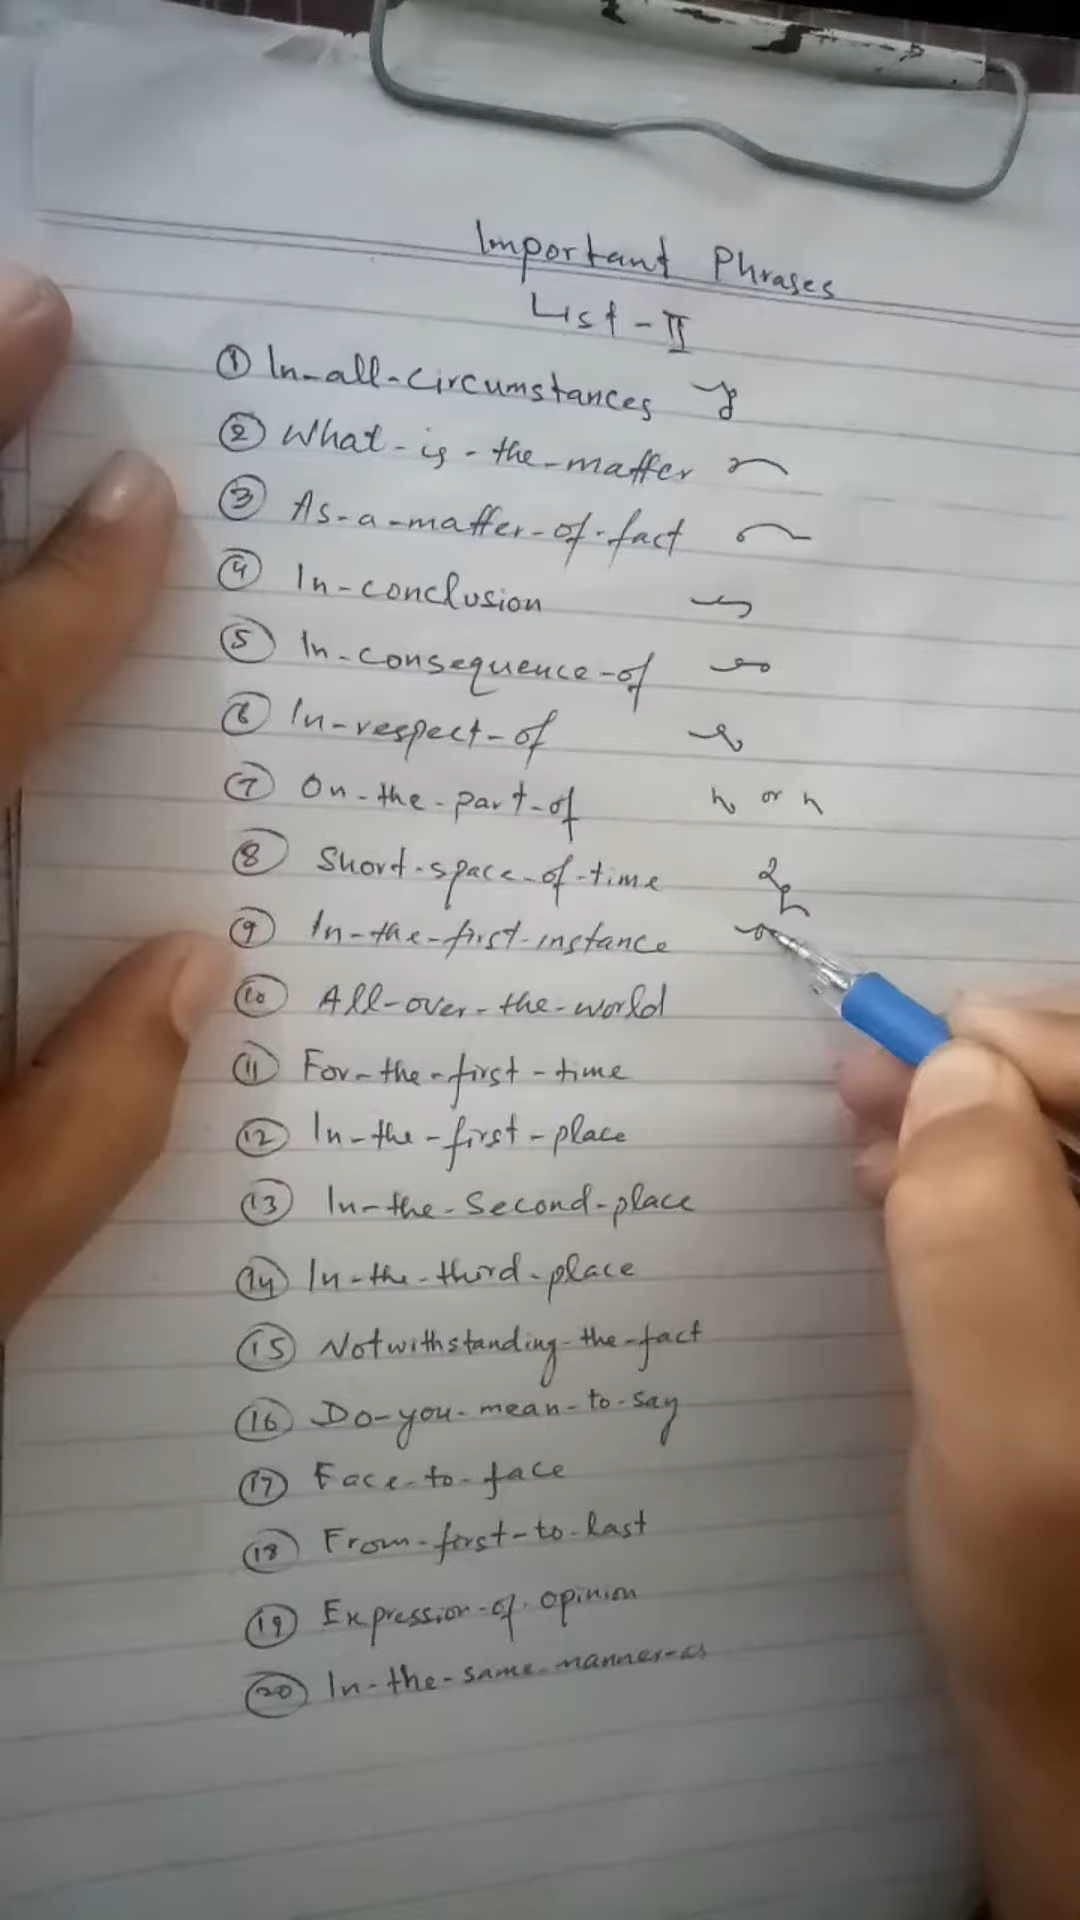 Important Phrases
List - II
① In-all-circumstances
② What-is-the-matter
③ As-a-matter-of-fact
④ In-conclusion
⑤ In-consequence-of
⑥ In-respect-of
⑦ On-the-part-of or
⑧ Short-space-of-time
⑨ In-the-first-instance
⑩ All-over-the-world
⑪ For-the-first-time
⑫ In-the-first-place
⑬ In-the-second-place
⑭ In-the-third-place
⑮ Notwithstanding-the-fact
⑯ Do-you-mean-to-say
⑰ Face-to-face
⑱ From-first-to-last
⑲ Expression-of-opinion
⑳ In-the-same-manner-as